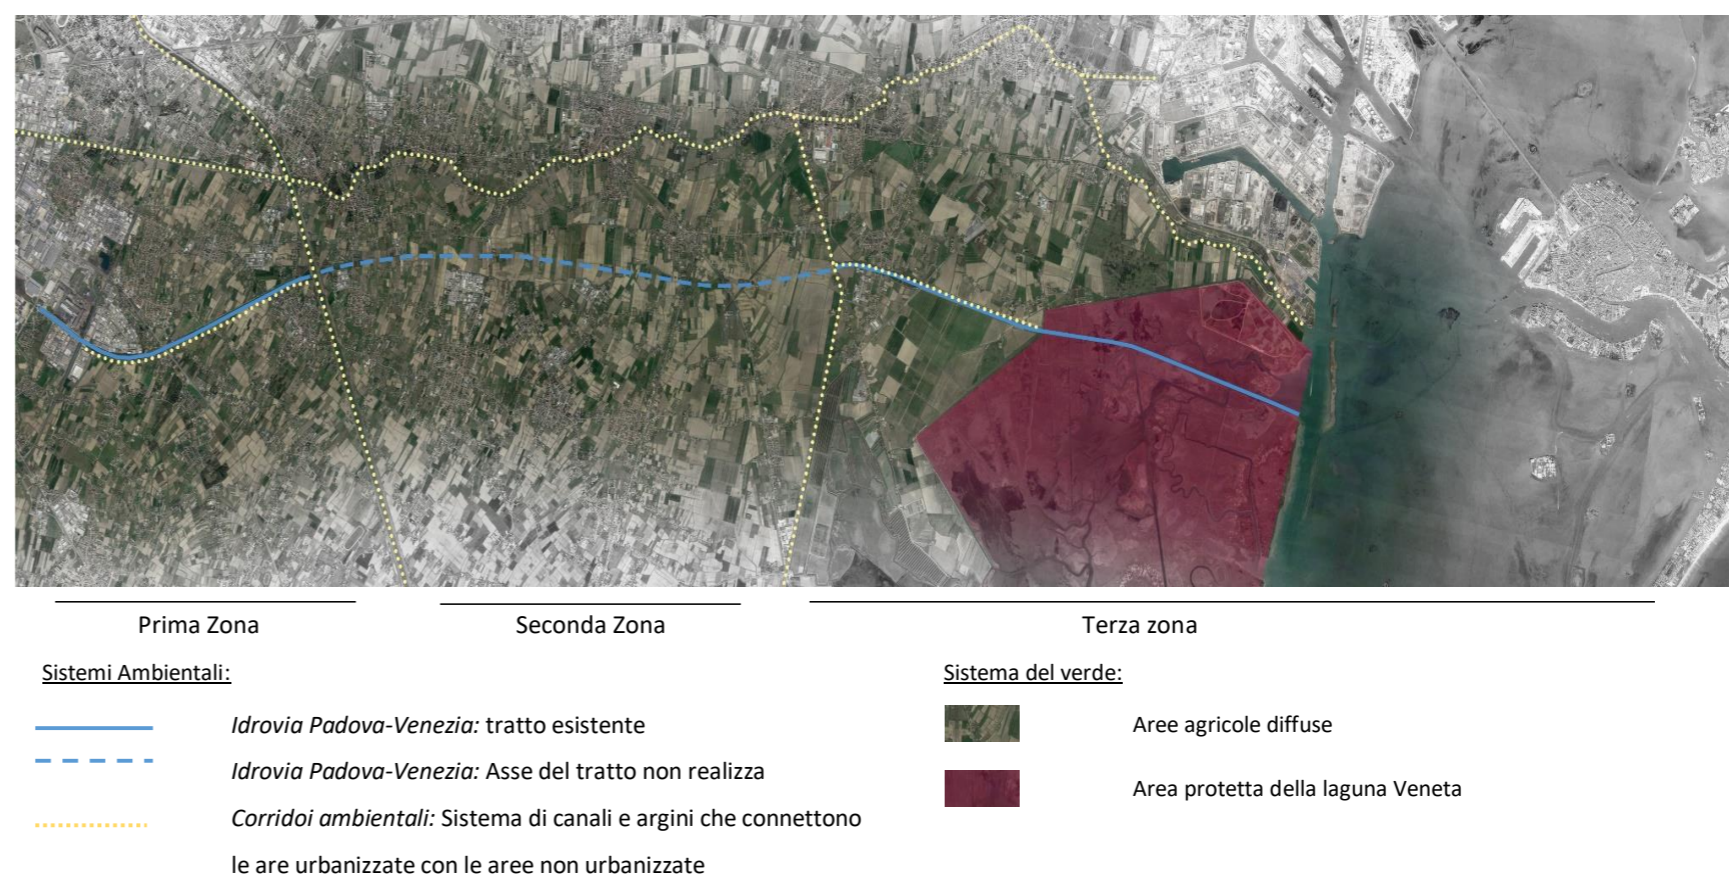 Prima Zona
Seconda Zona
Terza zona
Sistemi Ambientali:
Idrovia Padova-Venezia: tratto esistente
Idrovia Padova-Venezia: Asse del tratto non realizza
Corridoi ambientali: Sistema di canali e argini che connettono
le are urbanizzate con le aree non urbanizzate
Sistema del verde:
Aree agricole diffuse
Area protetta della laguna Veneta